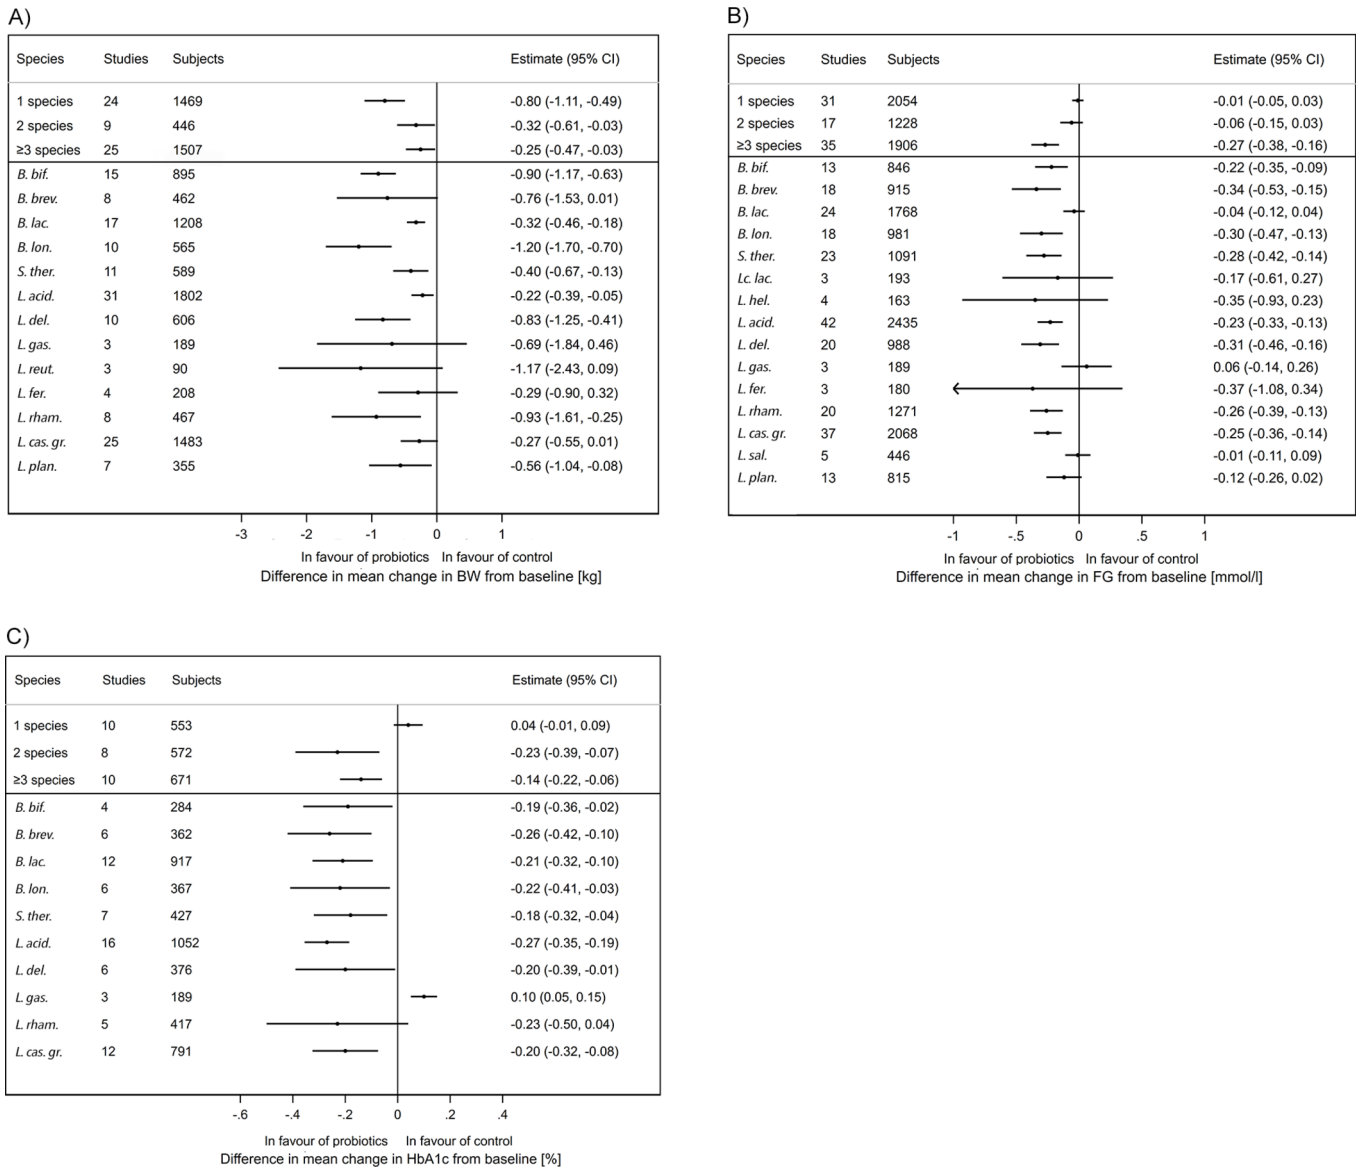 A)
Species Studies Subjects Estimate (95% CI)
1 species 24 1469 -0.80 (-1.11, -0.49)
2 species 9 446 -0.32 (-0.61, -0.03)
≥3 species 25 1507 -0.25 (-0.47, -0.03)
B. bif. 15 895 -0.90 (-1.17, -0.63)
B. brev. 8 462 -0.76 (-1.53, 0.01)
B. lac. 17 1208 -0.32 (-0.46, -0.18)
B. lon. 10 565 -1.20 (-1.70, -0.70)
S. ther. 11 589 -0.40 (-0.67, -0.13)
L. acid. 31 1802 -0.22 (-0.39, -0.05)
L. del. 10 606 -0.83 (-1.25, -0.41)
L. gas. 3 189 -0.69 (-1.84, 0.46)
L. reut. 3 90 -1.17 (-2.43, 0.09)
L. fer. 4 208 -0.29 (-0.90, 0.32)
L. rham. 8 467 -0.93 (-1.61, -0.25)
L. cas. gr. 25 1483 -0.27 (-0.55, 0.01)
L. plan. 7 355 -0.56 (-1.04, -0.08)
-3 -2 -1 0 1
In favour of probiotics In favour of control
Difference in mean change in BW from baseline [kg]
B)
Species Studies Subjects Estimate (95% CI)
1 species 31 2054 -0.01 (-0.05, 0.03)
2 species 17 1228 -0.06 (-0.15, 0.03)
≥3 species 35 1906 -0.27 (-0.38, -0.16)
B. bif. 13 846 -0.22 (-0.35, -0.09)
B. brev. 18 915 -0.34 (-0.53, -0.15)
B. lac. 24 1768 -0.04 (-0.12, 0.04)
B. lon. 18 981 -0.30 (-0.47, -0.13)
S. ther. 23 1091 -0.28 (-0.42, -0.14)
Lc. lac. 3 193 -0.17 (-0.61, 0.27)
L. hel. 4 163 -0.35 (-0.93, 0.23)
L. acid. 42 2435 -0.23 (-0.33, -0.13)
L. del. 20 988 -0.31 (-0.46, -0.16)
L. gas. 3 189 0.06 (-0.14, 0.26)
L. fer. 3 180 -0.37 (-1.08, 0.34)
L. rham. 20 1271 -0.26 (-0.39, -0.13)
L. cas. gr. 37 2068 -0.25 (-0.36, -0.14)
L. sal. 5 446 -0.01 (-0.11, 0.09)
L. plan. 13 815 -0.12 (-0.26, 0.02)
-1 -.5 0 .5 1
In favour of probiotics In favour of control
Difference in mean change in FG from baseline [mmol/l]
C)
Species Studies Subjects Estimate (95% CI)
1 species 10 553 0.04 (-0.01, 0.09)
2 species 8 572 -0.23 (-0.39, -0.07)
≥3 species 10 671 -0.14 (-0.22, -0.06)
B. bif. 4 284 -0.19 (-0.36, -0.02)
B. brev. 6 362 -0.26 (-0.42, -0.10)
B. lac. 12 917 -0.21 (-0.32, -0.10)
B. lon. 6 367 -0.22 (-0.41, -0.03)
S. ther. 7 427 -0.18 (-0.32, -0.04)
L. acid. 16 1052 -0.27 (-0.35, -0.19)
L. del. 6 376 -0.20 (-0.39, -0.01)
L. gas. 3 189 0.10 (0.05, 0.15)
L. rham. 5 417 -0.23 (-0.50, 0.04)
L. cas. gr. 12 791 -0.20 (-0.32, -0.08)
-.6 -.4 -.2 0 .2 .4
In favour of probiotics In favour of control
Difference in mean change in HbA1c from baseline [%]